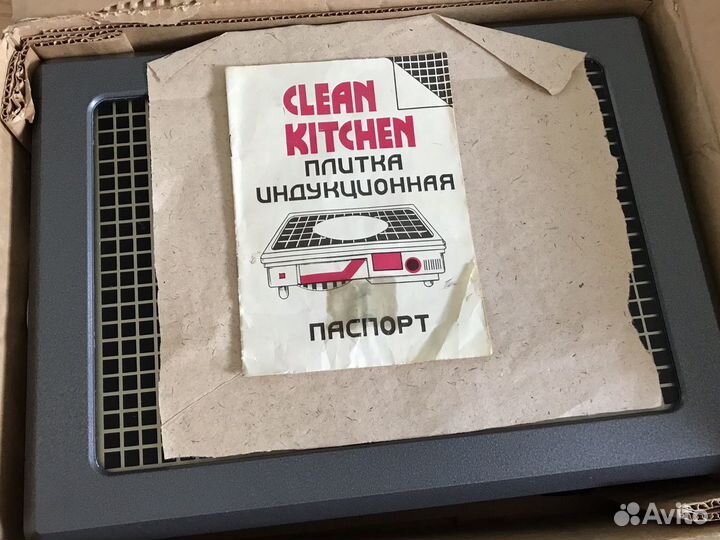 CLEAN
KITCHEN
ПЛИТКА
ИНДУКЦИОННАЯ
ПАСПОРТ
Avito